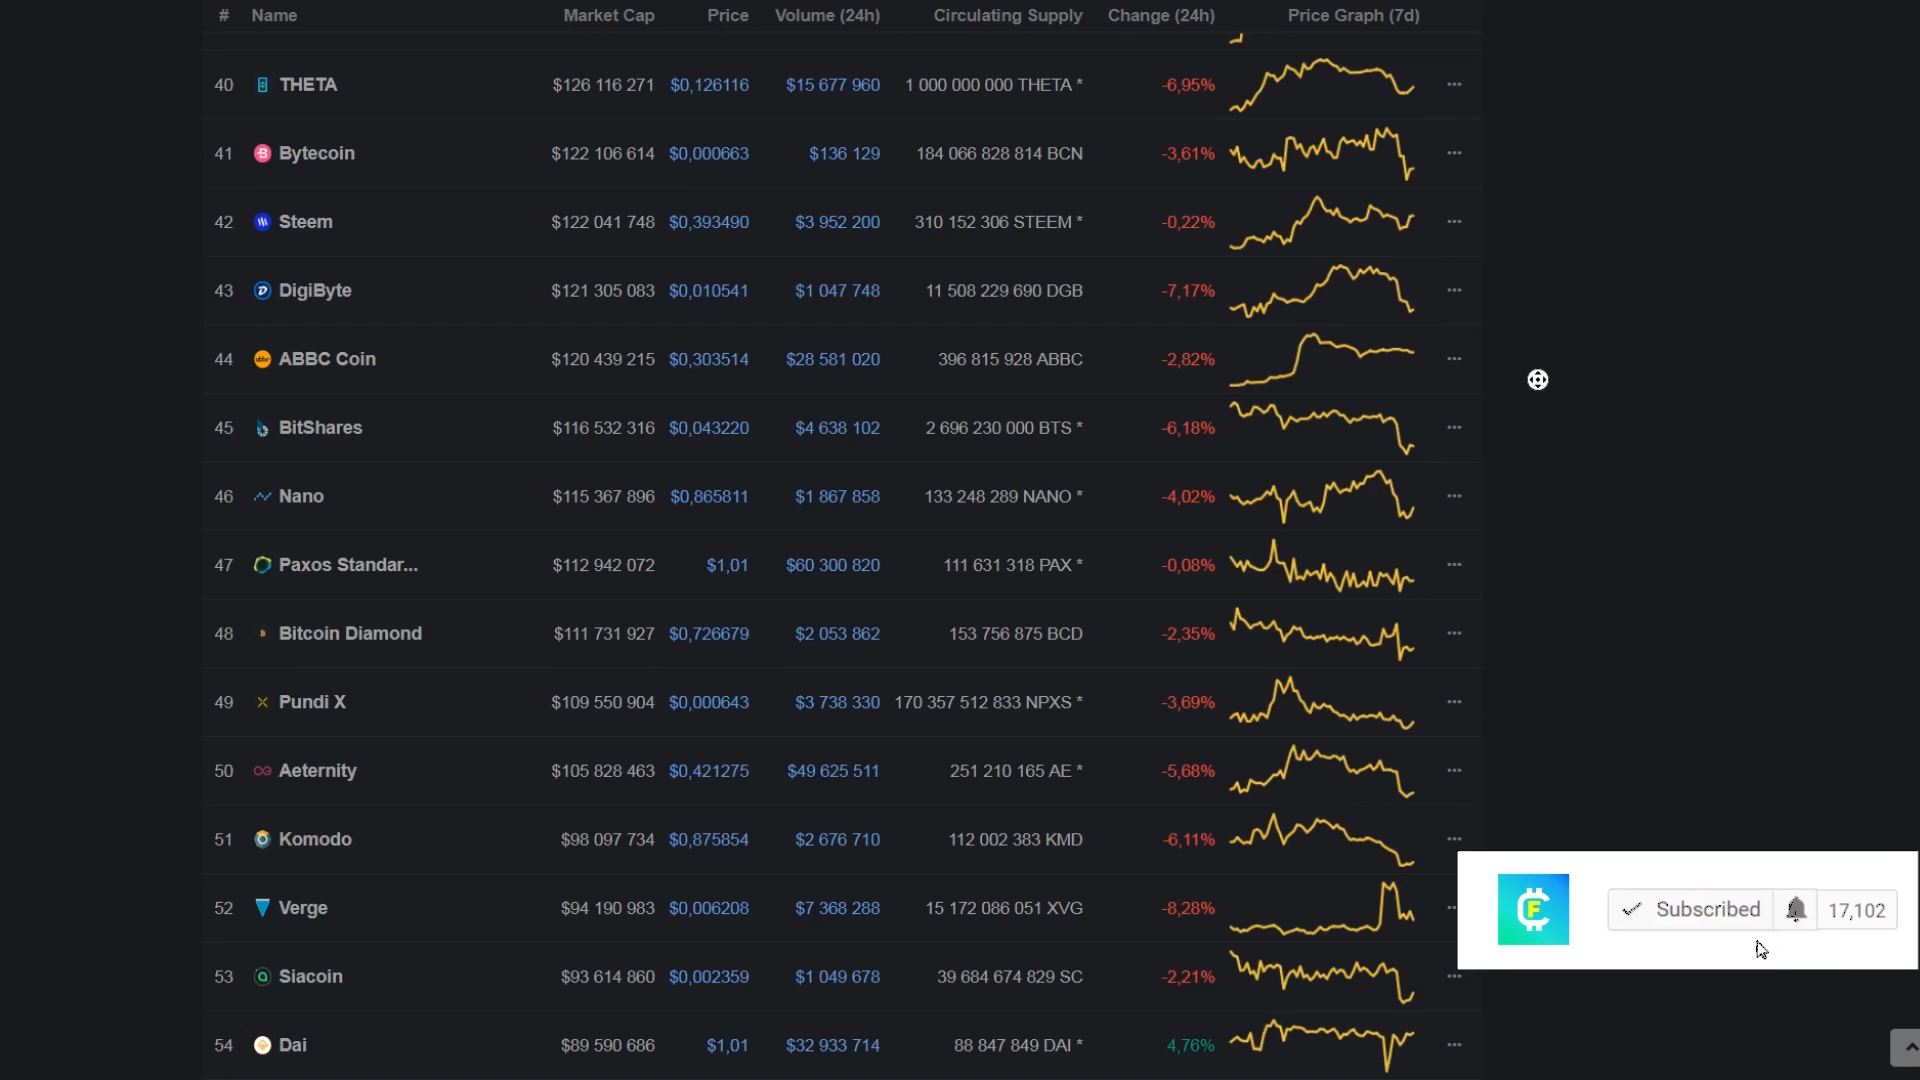 # Name Market Cap Price Volume (24h) Circulating Supply Change (24h) Price Graph (7d)
40 THETA $126 116 271 $0,126116 $15 677 960 1 000 000 000 THETA * -6,95%
41 Bytecoin $122 106 614 $0,000663 $136 129 184 066 828 814 BCN -3,61%
42 Steem $122 041 748 $0,393490 $3 952 200 310 152 306 STEEM * -0,22%
43 DigiByte $121 305 083 $0,010541 $1 047 748 11 508 229 690 DGB -7,17%
44 ABBC Coin $120 439 215 $0,303514 $28 581 020 396 815 928 ABBC -2,82%
45 BitShares $116 532 316 $0,043220 $4 638 102 2 696 230 000 BTS * -6,18%
46 Nano $115 367 896 $0,865811 $1 867 858 133 248 289 NANO * -4,02%
47 Paxos Standar... $112 942 072 $1,01 $60 300 820 111 631 318 PAX * -0,08%
48 Bitcoin Diamond $111 731 927 $0,726679 $2 053 862 153 756 875 BCD -2,35%
49 Pundi X $109 550 904 $0,000643 $3 738 330 170 357 512 833 NPXS * -3,69%
50 Aeternity $105 828 463 $0,421275 $49 625 511 251 210 165 AE * -5,68%
51 Komodo $98 097 734 $0,875854 $2 676 710 112 002 383 KMD -6,11%
52 Verge $94 190 983 $0,006208 $7 368 288 15 172 086 051 XVG -8,28%
Subscribed 17,102
53 Siacoin $93 614 860 $0,002359 $1 049 678 39 684 674 829 SC -2,21%
54 Dai $89 590 686 $1,01 $32 933 714 88 847 849 DAI * 4,76%